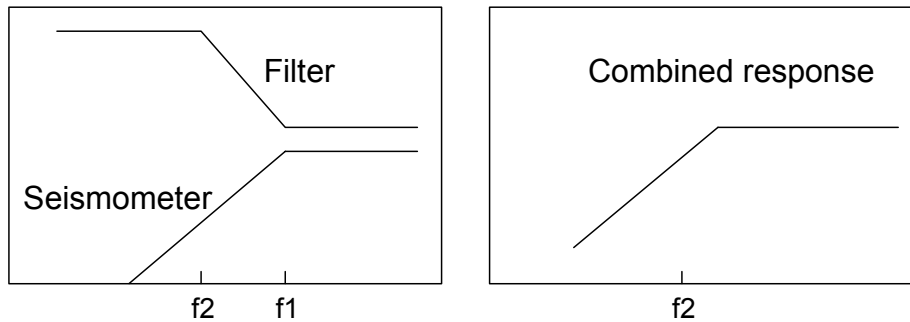 Filter
Seismometer
f2 f1
Combined response
f2